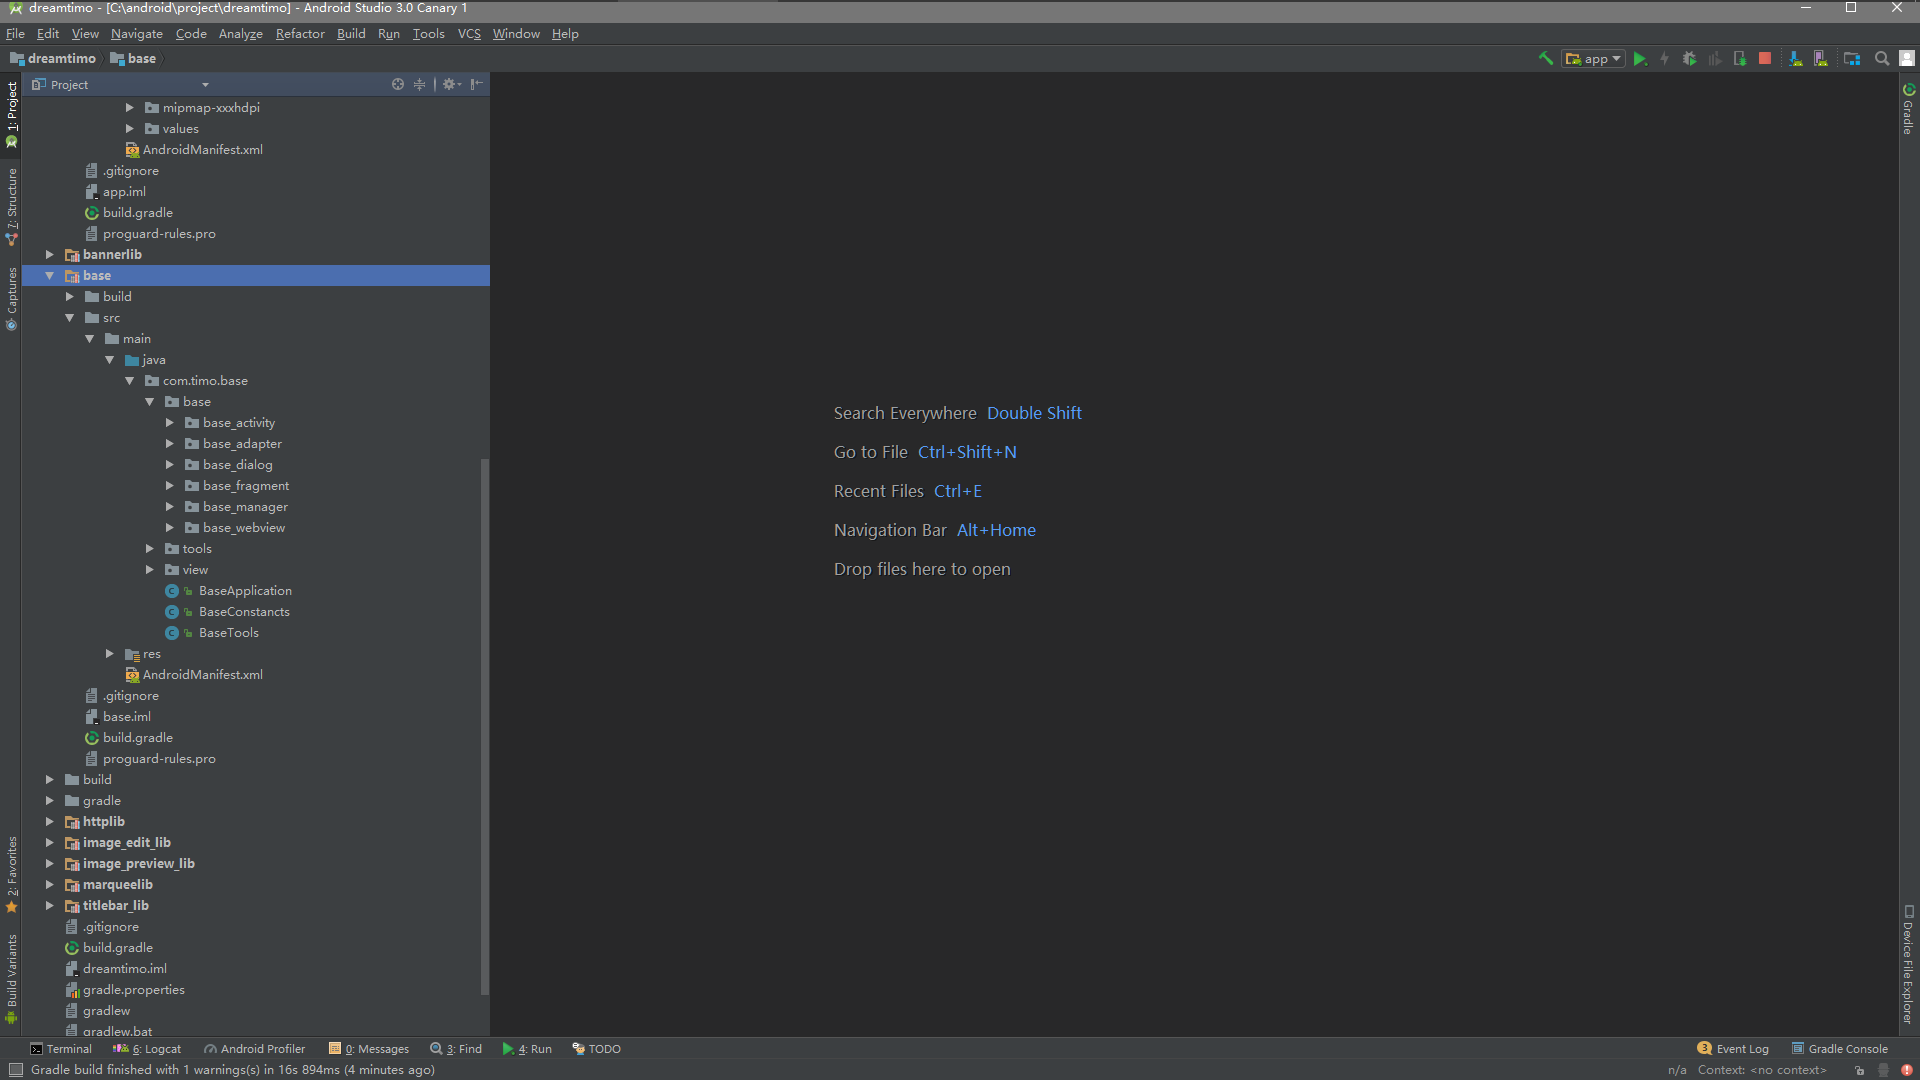 dreamtimo - [C:\android\project\dreamtimo] - Android Studio 3.0 Canary 1
File Edit View Navigate Code Analyze Refactor Build Run Tools VCS Window Help
dreamtimo base app
Project
mipmap-xxxhdpi
values
AndroidManifest.xml
.gitignore
app.iml
build.gradle
proguard-rules.pro
bannerlib
base
build
src
main
java
com.timo.base
base
base_activity
base_adapter
base_dialog
base_fragment
base_manager
base_webview
tools
view
BaseApplication
BaseConstancts
BaseTools
res
AndroidManifest.xml
.gitignore
base.iml
build.gradle
proguard-rules.pro
build
gradle
httplib
image_edit_lib
image_preview_lib
marqueelib
titlebar_lib
.gitignore
build.gradle
dreamtimo.iml
gradle.properties
gradlew
gradlew.bat
1: Project
7: Structure
Captures
2: Favorites
Build Variants
Search Everywhere Double Shift
Go to File Ctrl+Shift+N
Recent Files Ctrl+E
Navigation Bar Alt+Home
Drop files here to open
Gradle
Device File Explorer
Terminal 6: Logcat Android Profiler 0: Messages 3: Find 4: Run TODO 3 Event Log Gradle Console
Gradle build finished with 1 warnings(s) in 16s 894ms (4 minutes ago) n/a Context: <no context>